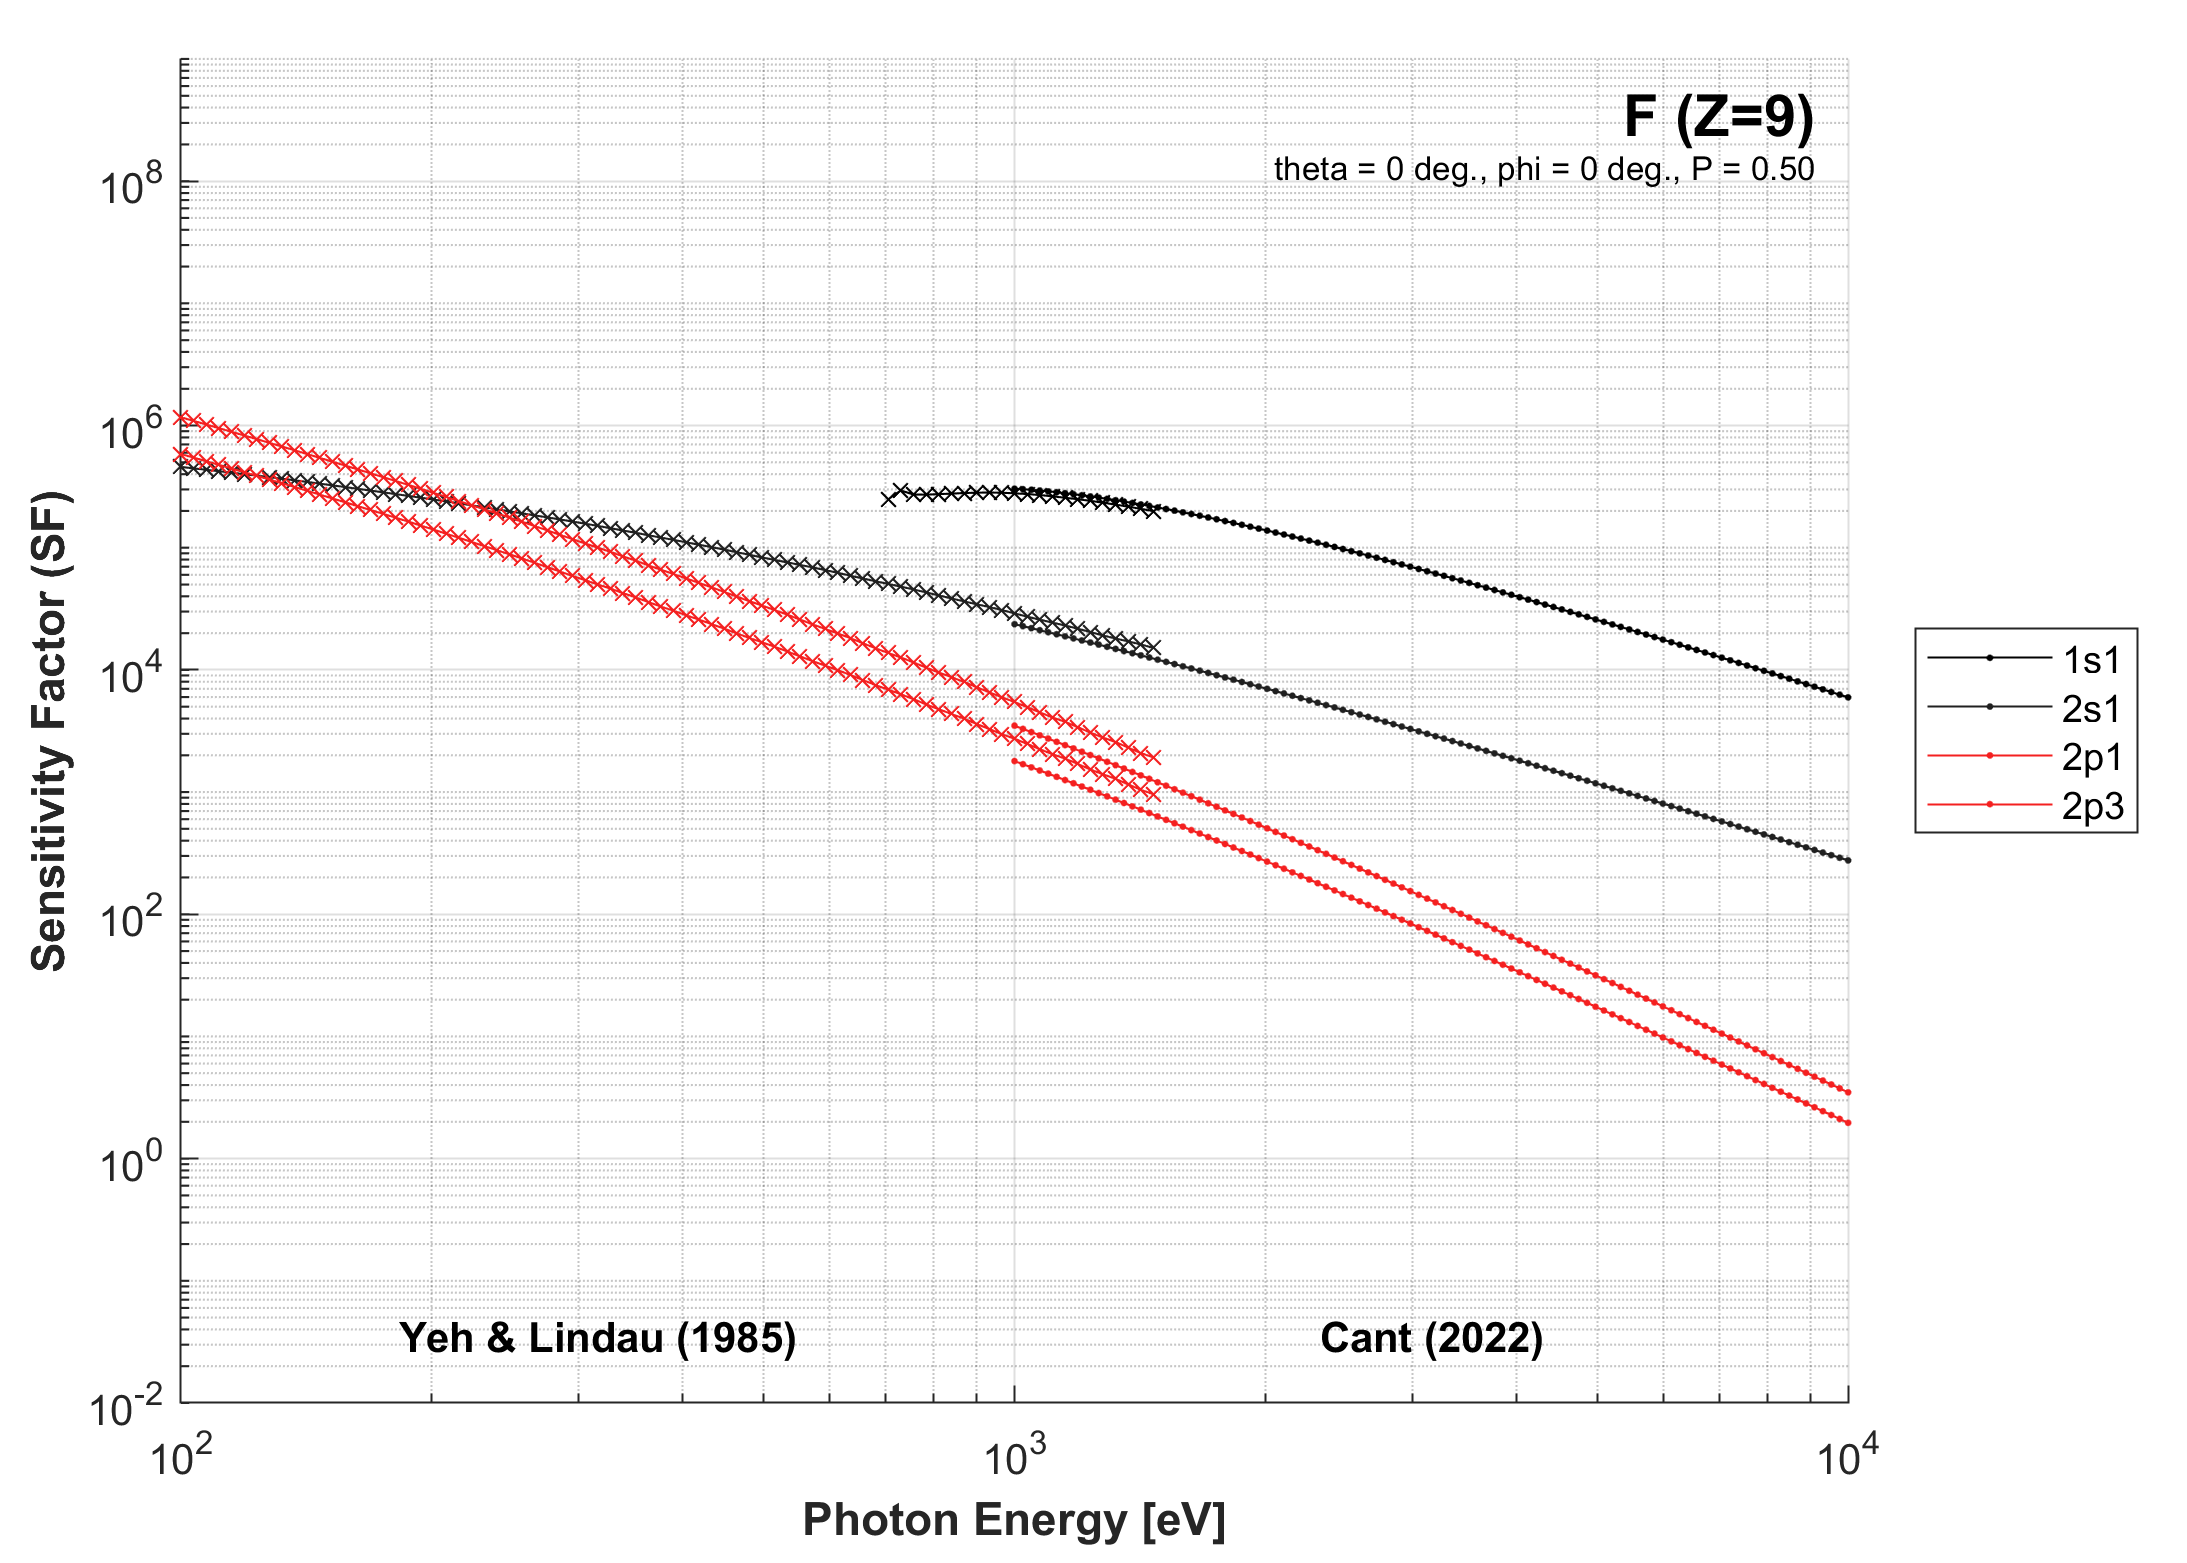 F (Z=9)
theta = 0 deg., phi = 0 deg., P = 0.50
10^8
10^6
10^4
10^2
10^0
10^-2
Sensitivity Factor (SF)
1s1
2s1
2p1
2p3
Yeh & Lindau (1985)
Cant (2022)
10^2
10^3
10^4
Photon Energy [eV]